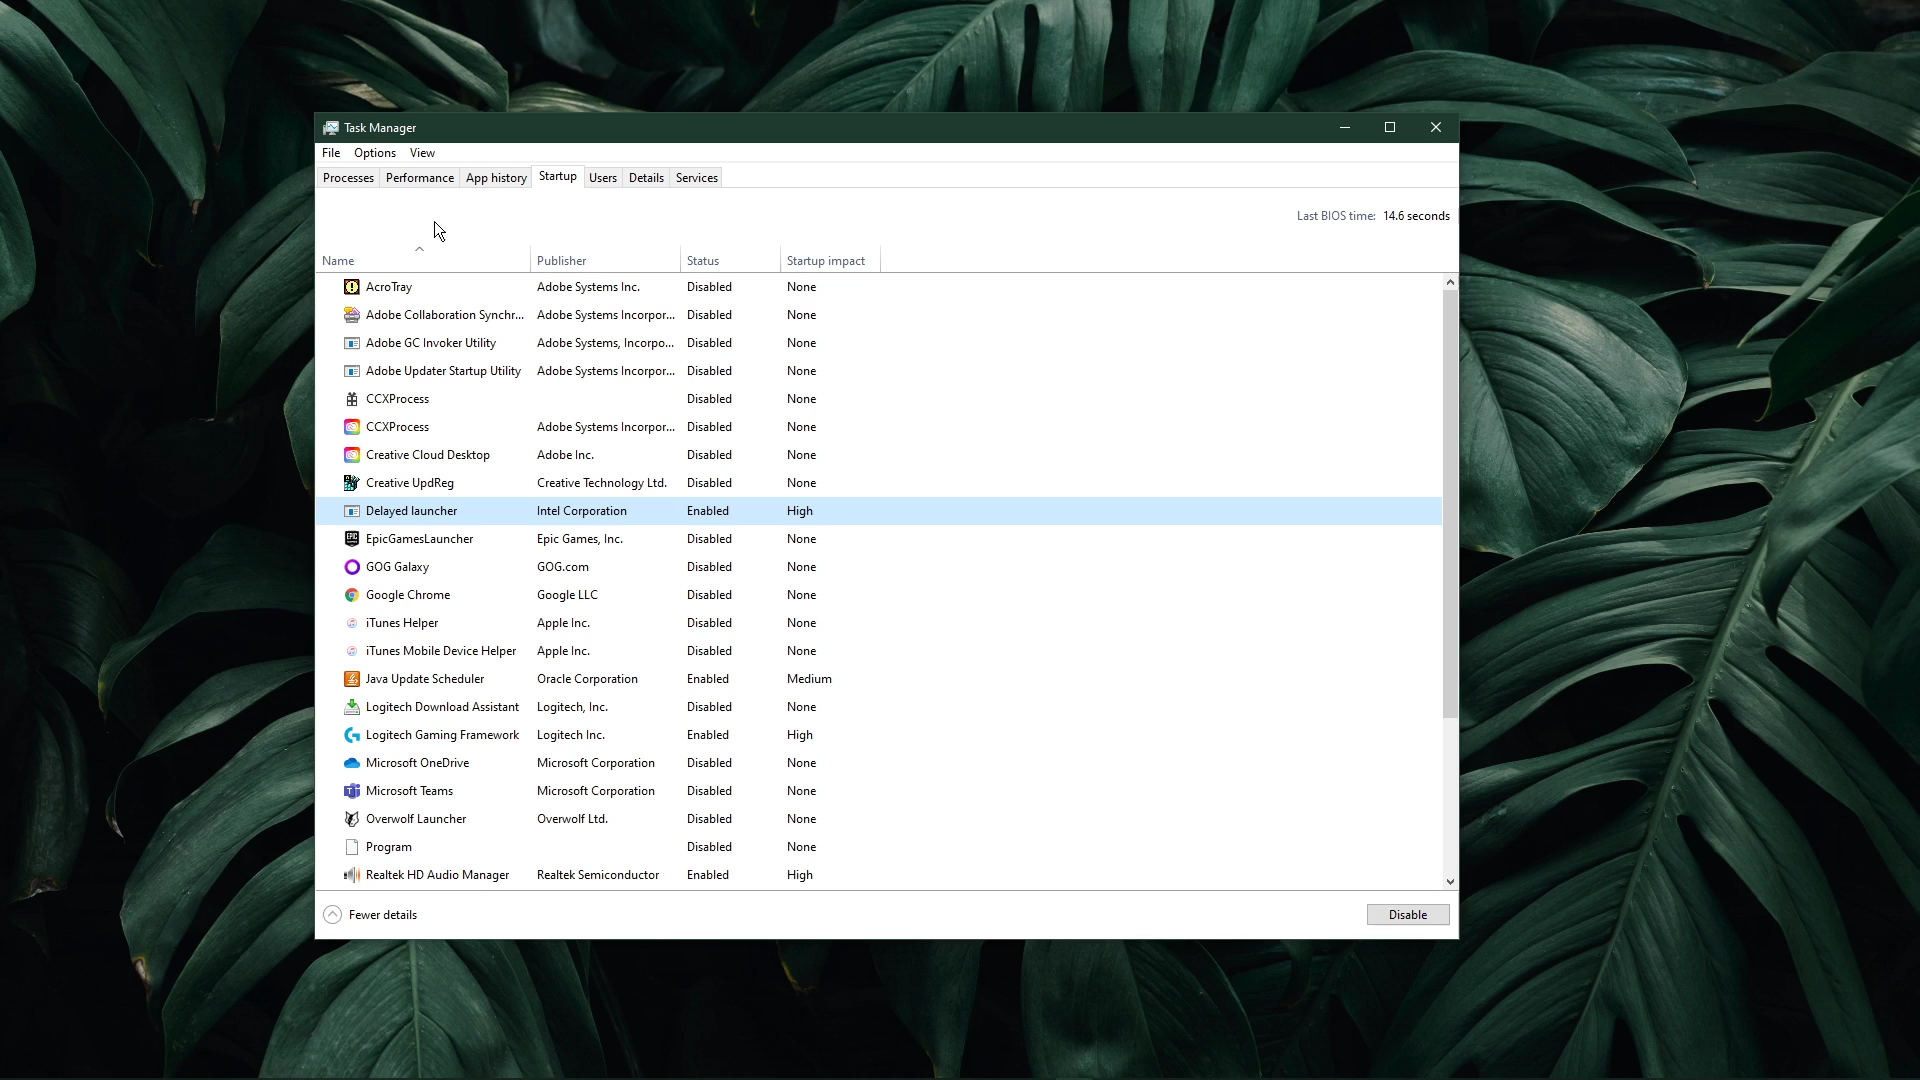 Task Manager
File Options View
Processes Performance App history Startup Users Details Services
Last BIOS time: 14.6 seconds
Name Publisher Status Startup impact
AcroTray Adobe Systems Inc. Disabled None
Adobe Collaboration Synchr... Adobe Systems Incorpor... Disabled None
Adobe GC Invoker Utility Adobe Systems, Incorpo... Disabled None
Adobe Updater Startup Utility Adobe Systems Incorpor... Disabled None
CCXProcess Disabled None
CCXProcess Adobe Systems Incorpor... Disabled None
Creative Cloud Desktop Adobe Inc. Disabled None
Creative UpdReg Creative Technology Ltd. Disabled None
Delayed launcher Intel Corporation Enabled High
EpicGamesLauncher Epic Games, Inc. Disabled None
GOG Galaxy GOG.com Disabled None
Google Chrome Google LLC Disabled None
iTunes Helper Apple Inc. Disabled None
iTunes Mobile Device Helper Apple Inc. Disabled None
Java Update Scheduler Oracle Corporation Enabled Medium
Logitech Download Assistant Logitech, Inc. Disabled None
Logitech Gaming Framework Logitech Inc. Enabled High
Microsoft OneDrive Microsoft Corporation Disabled None
Microsoft Teams Microsoft Corporation Disabled None
Overwolf Launcher Overwolf Ltd. Disabled None
Program Disabled None
Realtek HD Audio Manager Realtek Semiconductor Enabled High
Fewer details Disable